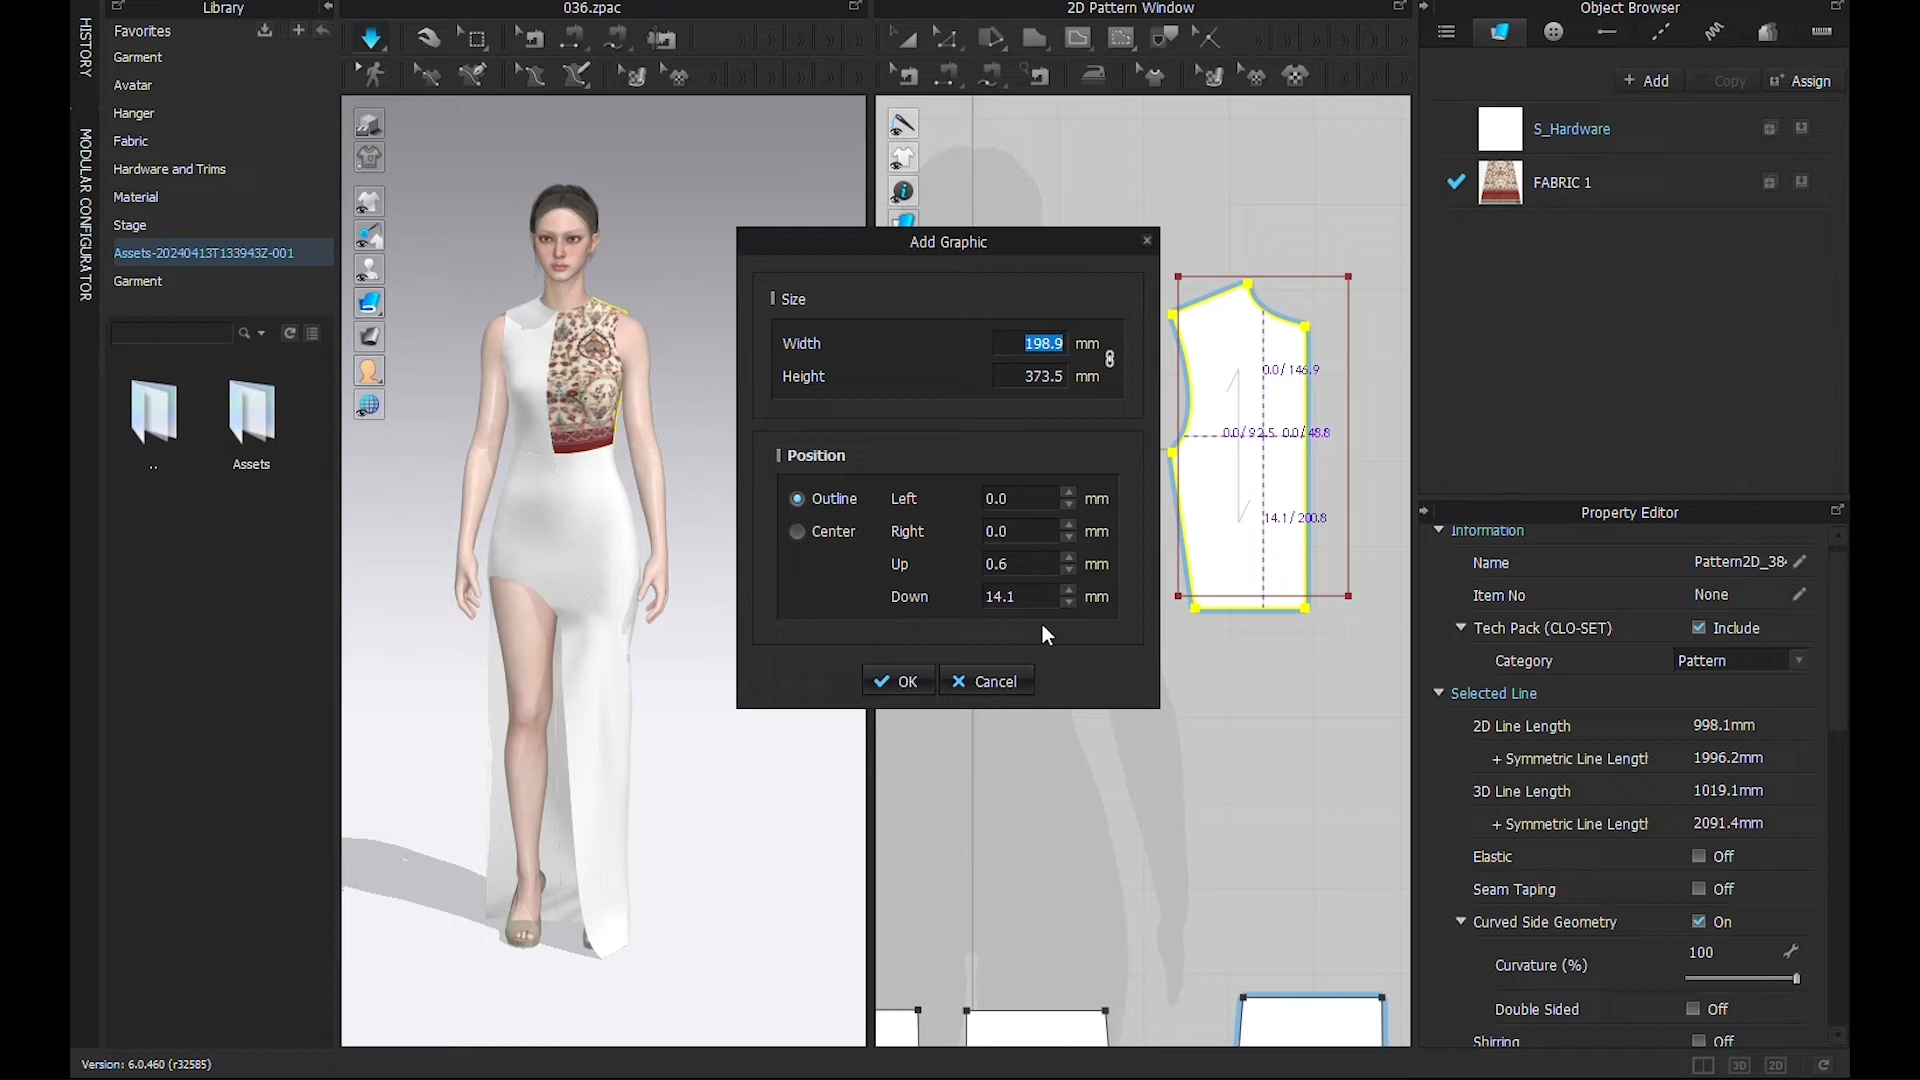 HISTORY
MODULAR CONFIGURATOR
Library
Favorites
Garment
Avatar
Hanger
Fabric
Hardware and Trims
Material
Stage
Assets-20240413T133943Z-001
Garment
..
Assets
036.zpac
2D Pattern Window
0.0/146.9
0.0/92.5
0.0/48.8
14.1/200.8
Add Graphic
Size
Width 198.9 mm
Height 373.5 mm
Position
Outline Left 0.0 mm
Center Right 0.0 mm
Up 0.6 mm
Down 14.1 mm
OK Cancel
Object Browser
+ Add Copy Assign
S_Hardware
FABRIC 1
Property Editor
Information
Name Pattern2D_38
Item No None
Tech Pack (CLO-SET) Include
Category Pattern
Selected Line
2D Line Length 998.1mm
+ Symmetric Line Lengt 1996.2mm
3D Line Length 1019.1mm
+ Symmetric Line Lengt 2091.4mm
Elastic Off
Seam Taping Off
Curved Side Geometry On
Curvature (%) 100
Double Sided Off
Shirring Off
Version: 6.0.460 (r32585)
3D 2D